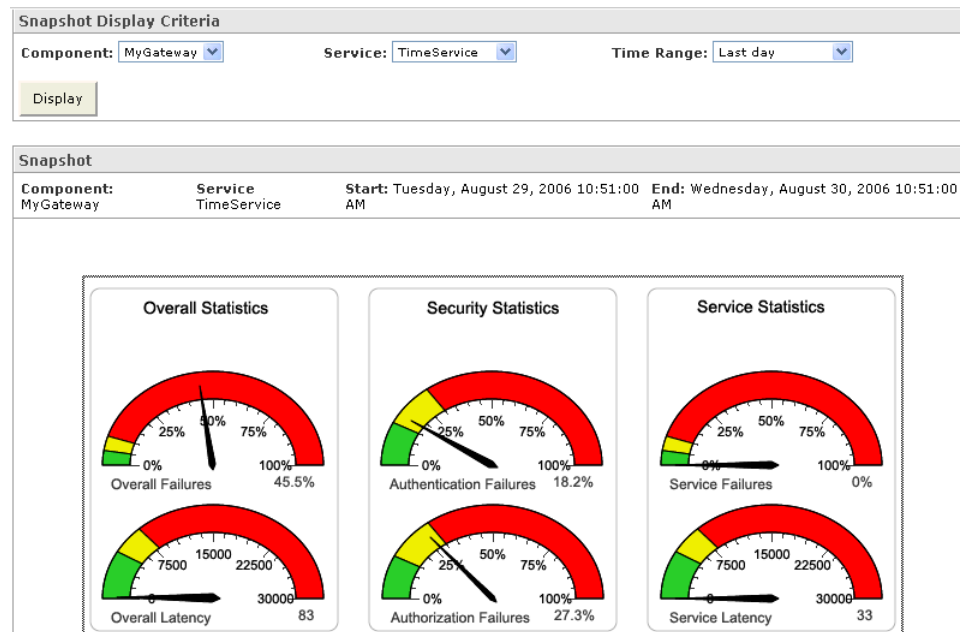 Snapshot Display Criteria
Component: MyGateway Service: TimeService Time Range: Last day
Display
Snapshot
Component: Service Start: Tuesday, August 29, 2006 10:51:00 End: Wednesday, August 30, 2006 10:51:00
MyGateway TimeService AM AM
Overall Statistics
0% 25% 50% 75% 100%
Overall Failures 45.5%
0 7500 15000 22500 30000
Overall Latency 83
Security Statistics
0% 25% 50% 75% 100%
Authentication Failures 18.2%
0% 25% 50% 75% 100%
Authorization Failures 27.3%
Service Statistics
0% 25% 50% 75% 100%
Service Failures 0%
0 7500 15000 22500 30000
Service Latency 33